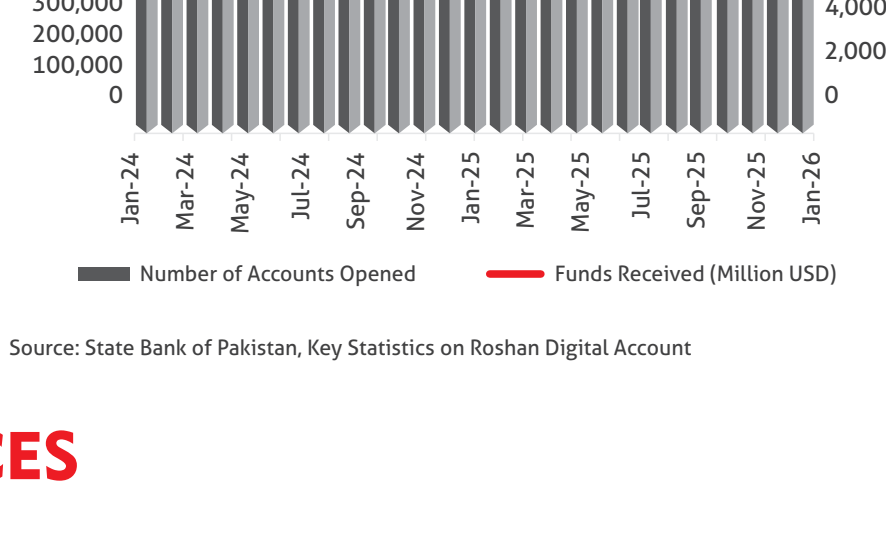 300,000
4,000
200,000
2,000
100,000
0
0
Jan-24
Mar-24
May-24
Jul-24
Sep-24
Nov-24
Jan-25
Mar-25
May-25
Jul-25
Sep-25
Nov-25
Jan-26
Number of Accounts Opened
Funds Received (Million USD)
Source: State Bank of Pakistan, Key Statistics on Roshan Digital Account
CES